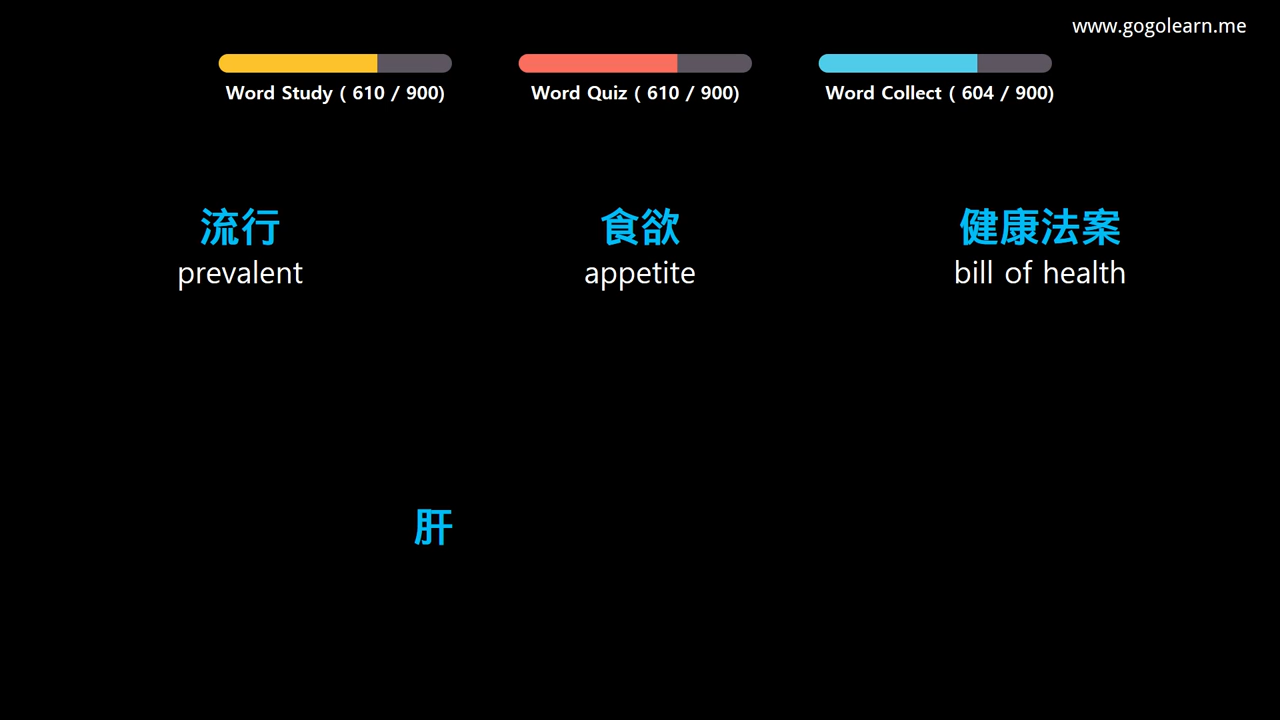 www.gogolearn.me
Word Study ( 610 / 900)
Word Quiz ( 610 / 900)
Word Collect ( 604 / 900)
流行
prevalent
食欲
appetite
健康法案
bill of health
肝